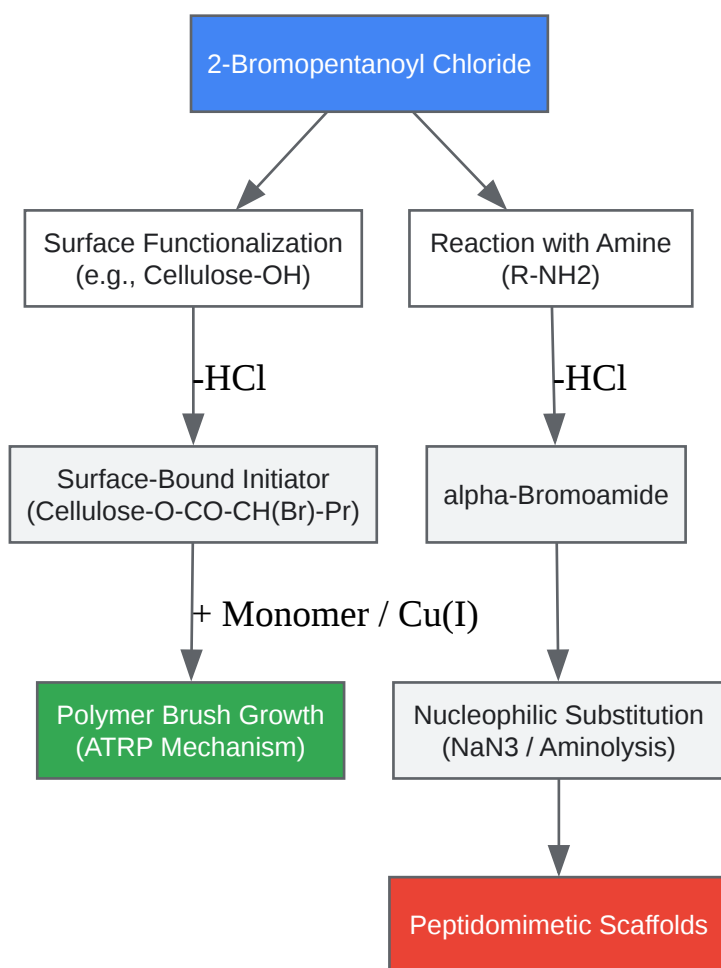 2-Bromopentanoyl Chloride
Surface Functionalization
(e.g., Cellulose-OH)
Reaction with Amine
(R-NH2)
-HCl
-HCl
Surface-Bound Initiator
(Cellulose-O-CO-CH(Br)-Pr)
alpha-Bromoamide
+ Monomer / Cu(I)
Polymer Brush Growth
(ATRP Mechanism)
Nucleophilic Substitution
(NaN3 / Aminolysis)
Peptidomimetic Scaffolds